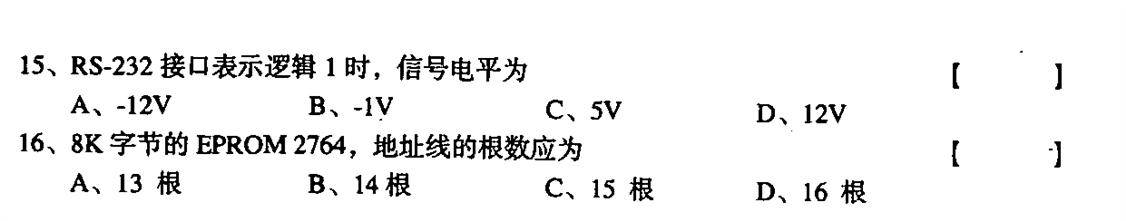 15、RS-232 接口表示逻辑 1 时，信号电平为 【 】
A、-12V B、-1V C、5V D、12V
16、8K 字节的 EPROM 2764，地址线的根数应为 【 】
A、13 根 B、14根 C、15 根 D、16 根